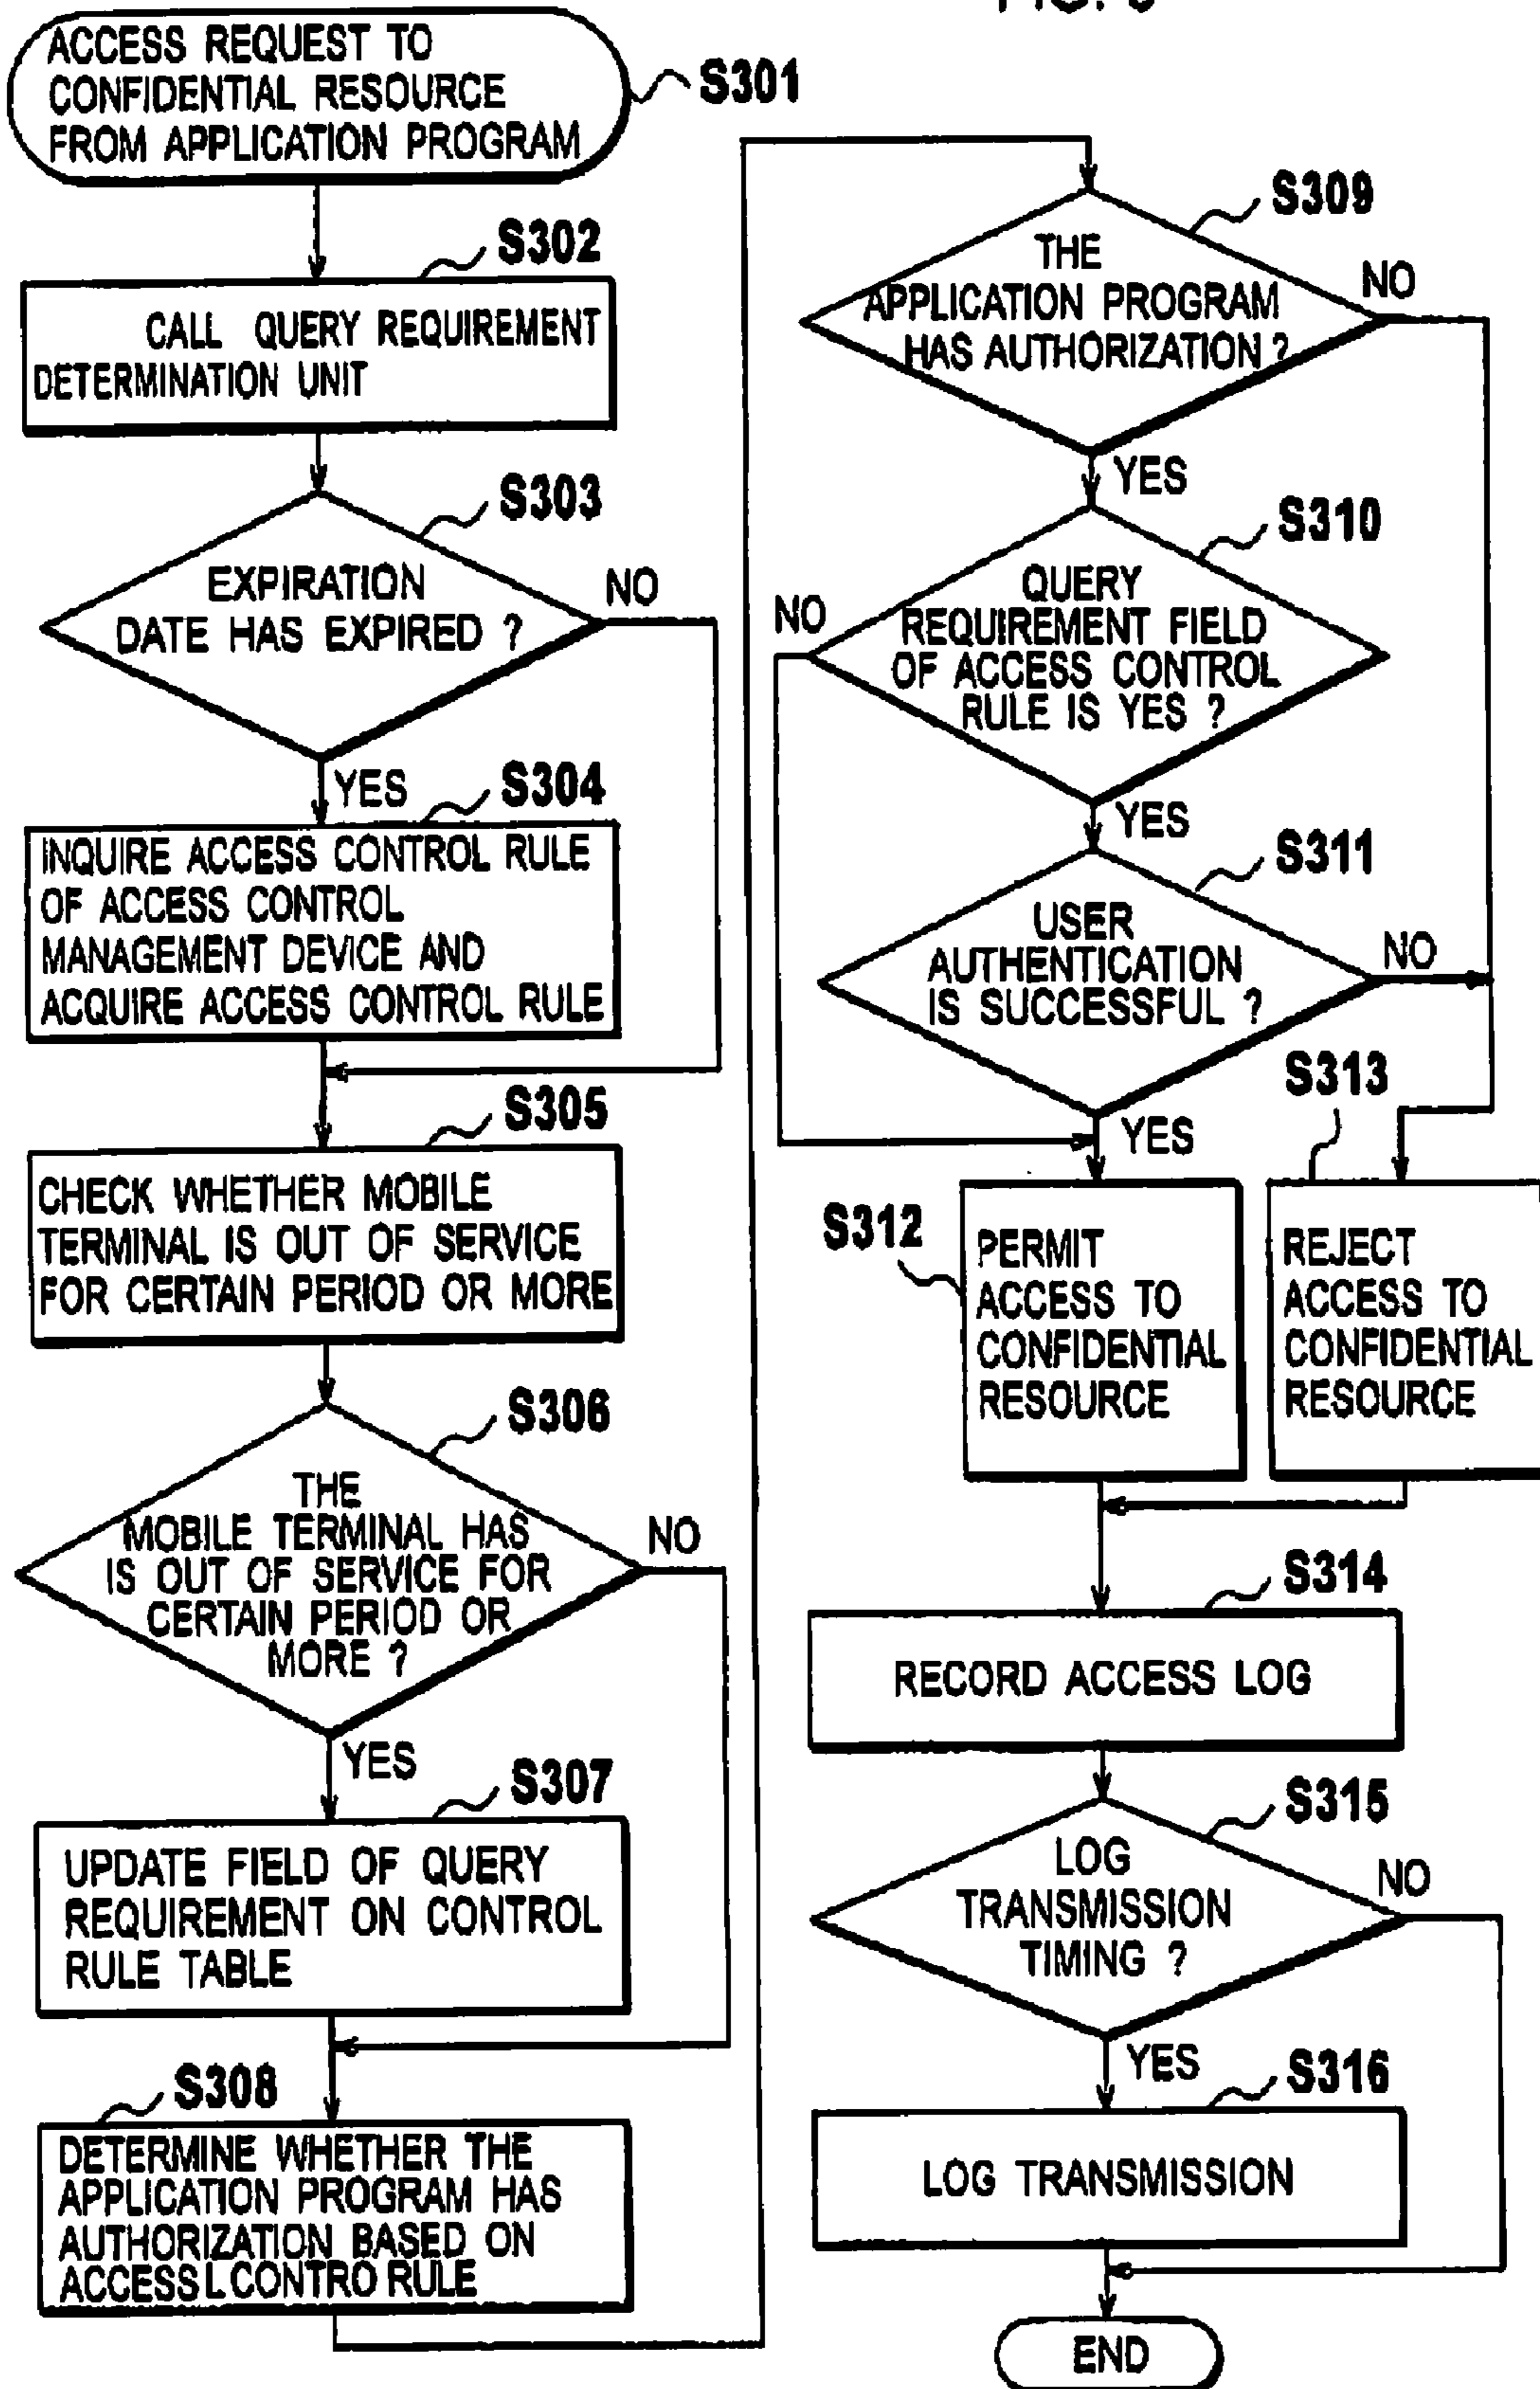 ACCESS REQUEST TO
CONFIDENTIAL RESOURCE
FROM APPLICATION PROGRAM
S301
S302
CALL QUERY REQUIREMENT
DETERMINATION UNIT
S303
EXPIRATION
DATE HAS EXPIRED ?
NO
YES
S304
INQUIRE ACCESS CONTROL RULE
OF ACCESS CONTROL
MANAGEMENT DEVICE AND
ACQUIRE ACCESS CONTROL RULE
S305
CHECK WHETHER MOBILE
TERMINAL IS OUT OF SERVICE
FOR CERTAIN PERIOD OR MORE
S306
THE
MOBILE TERMINAL HAS
IS OUT OF SERVICE FOR
CERTAIN PERIOD OR
MORE ?
NO
YES
S307
UPDATE FIELD OF QUERY
REQUIREMENT ON CONTROL
RULE TABLE
S308
DETERMINE WHETHER THE
APPLICATION PROGRAM HAS
AUTHORIZATION BASED ON
ACCESS L CONTRO RULE
S309
THE
APPLICATION PROGRAM
HAS AUTHORIZATION ?
NO
YES
S310
QUERY
REQUIREMENT FIELD
OF ACCESS CONTROL
RULE IS YES ?
NO
YES
S311
USER
AUTHENTICATION
IS SUCCESSFUL ?
NO
YES
S313
S312
PERMIT
ACCESS TO
CONFIDENTIAL
RESOURCE
REJECT
ACCESS TO
CONFIDENTIAL
RESOURCE
S314
RECORD ACCESS LOG
S315
LOG
TRANSMISSION
TIMING ?
NO
YES
S316
LOG TRANSMISSION
END